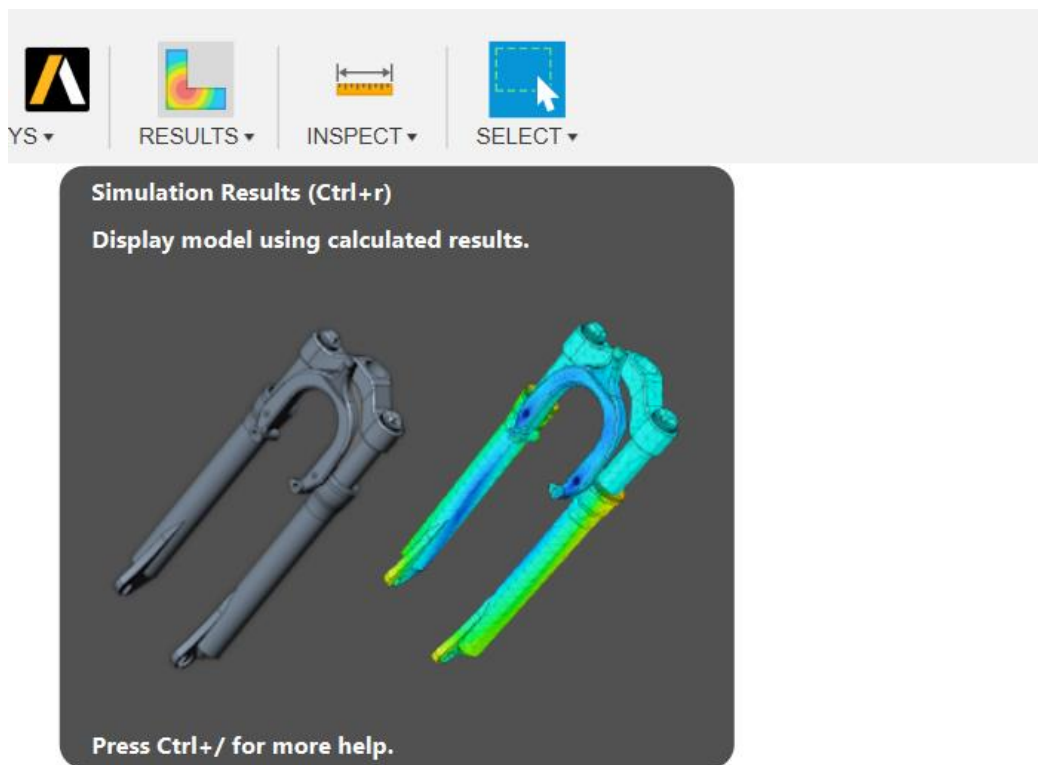 YS RESULTS INSPECT SELECT
Simulation Results (Ctrl+r)
Display model using calculated results.
Press Ctrl+/ for more help.